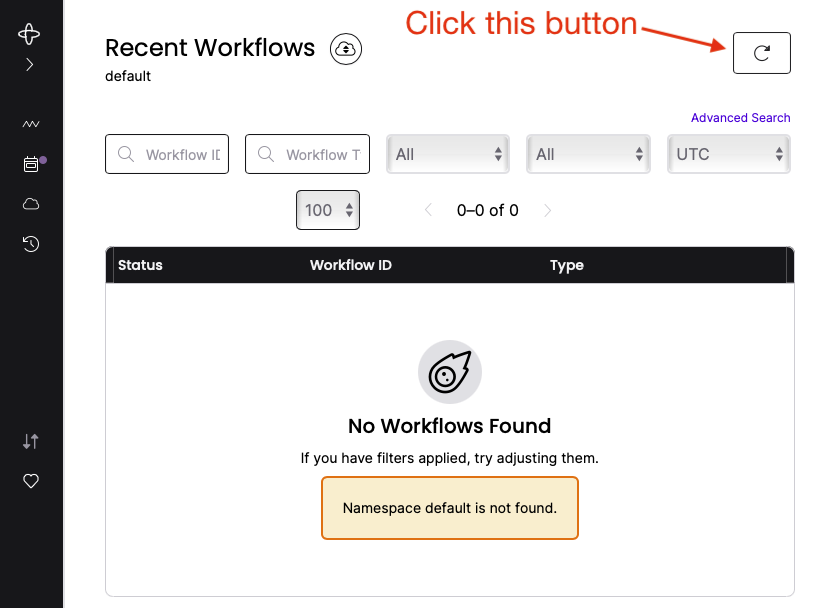 Click this button
Recent Workflows
default
Advanced Search
Workflow
Workflow
All
All
UTC
100
0–0 of 0
Status
Workflow ID
Type
No Workflows Found
If you have filters applied, try adjusting them.
Namespace default is not found.